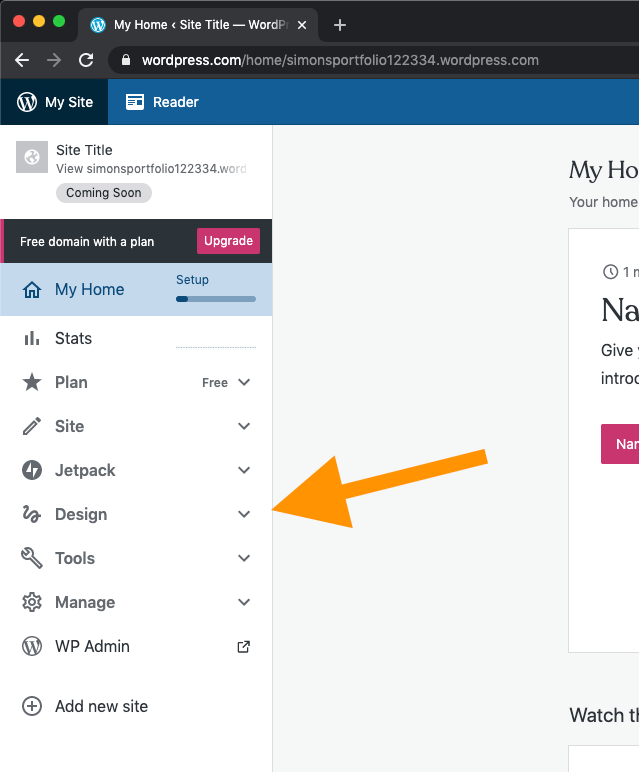 My Home ‹ Site Title — WordPr
wordpress.com/home/simonsportfolio122334.wordpress.com
My Site
Reader
Site Title
View simonsportfolio122334.word
Coming Soon
Free domain with a plan
Upgrade
My Home
Setup
Stats
Plan
Free
Site
Jetpack
Design
Tools
Manage
WP Admin
Add new site
My Ho
Your home
1 m
Na
Give y
introd
Nam
Watch th